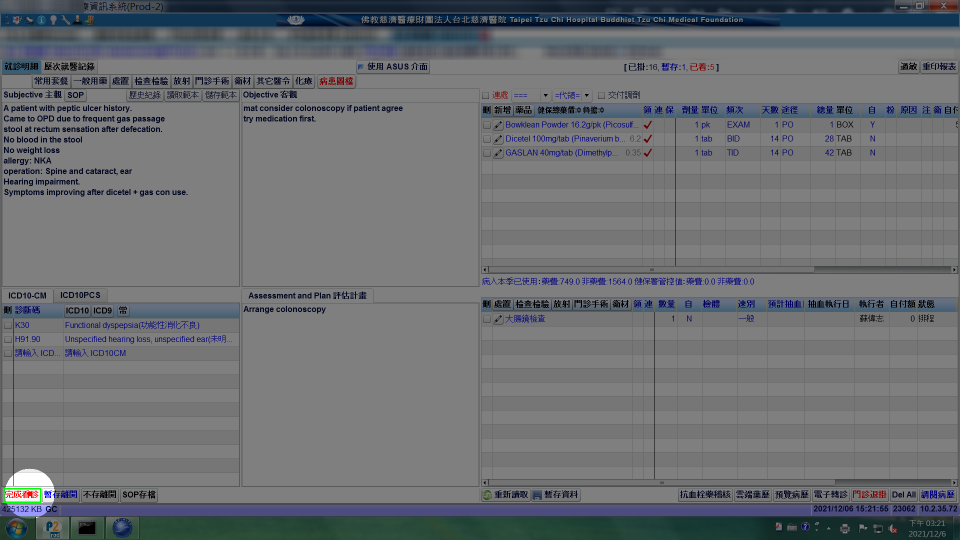 資訊系統(Prod-2)
佛教慈濟醫療財團法人台北慈濟醫院 Taipei Tzu Chi Hospital Buddhist Tzu Chi Medical Foundation
就診明細 歷次就醫記錄 使用 ASUS 介面 [已掛:16,暫存:1,已看:5] 過敏 重印報表
常用套餐 一般用藥 處置 檢查檢驗 放射 門診手術 衛材 其它醫令 化療 病患圖檔
Subjective 主觀 SOP 歷史紀錄 讀取範本 儲存範本 Objective 客觀
A patient with peptic ulcer history.
Came to OPD due to frequent gas passage
stool at rectum sensation after defecation.
No blood in the stool
No weight loss
allergy: NKA
operation: Spine and cataract, ear
Hearing impairment.
Symptoms improving after dicetel + gas con use.
mat consider colonoscopy if patient agree
try medication first.
連處 === =代碼= 交付調劑
刪 新增 藥品 健保總藥價:0 自擔:0 領 連 保 劑量 單位 頻次 天數 途徑 總量 單位 自 粉 原因 注 衛 自付
Bowklean Powder 16.2g/pk (Picosulf... 1 pk EXAM 1 PO 1 BOX Y
Dicetel 100mg/tab (Pinaverium b... 6.2 1 tab BID 14 PO 28 TAB N
GASLAN 40mg/tab (Dimethylp... 0.35 1 tab TID 14 PO 42 TAB N
病人本季已使用:藥費:749.0 非藥費:1564.0 健保署管控值:藥費:0.0 非藥費:0.0
ICD10-CM ICD10PCS
刪 診斷碼 ICD10 ICD9 常
K30 Functional dyspepsia(功能性消化不良)
H91.90 Unspecified hearing loss, unspecified ear(未明...
請輸入 ICD... 請輸入 ICD10CM
Assessment and Plan 評估計畫
Arrange colonoscopy
刪 處置 檢查檢驗 放射 門診手術 衛材 領 連 數量 自 檢體 速別 預計抽血 抽血執行日 執行者 自付額 狀態
大腸鏡檢查 1 N 一般 蘇偉志 0 排程
完成看診 暫存離開 不存離開 SOP存檔 重新讀取 暫存資料 抗血栓藥稽核 雲端藥歷 預覽病歷 電子轉診 門診退掛 Del All 調閱病歷
425132 KB GC 2021/12/06 15:21:55 23062 10.2.35.72
下午 03:21
2021/12/6